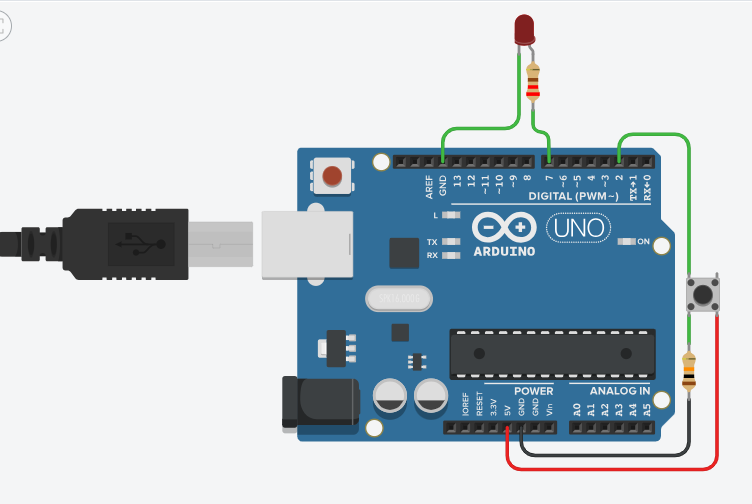 AREF
GND
13
12
~11
~10
~9
8
7
~6
~5
4
~3
2
TX→1
RX←0
DIGITAL (PWM~)
L
TX
RX
ARDUINO
UNO
ON
POWER
ANALOG IN
IOREF
RESET
3.3V
5V
GND
GND
Vin
A0
A1
A2
A3
A4
A5